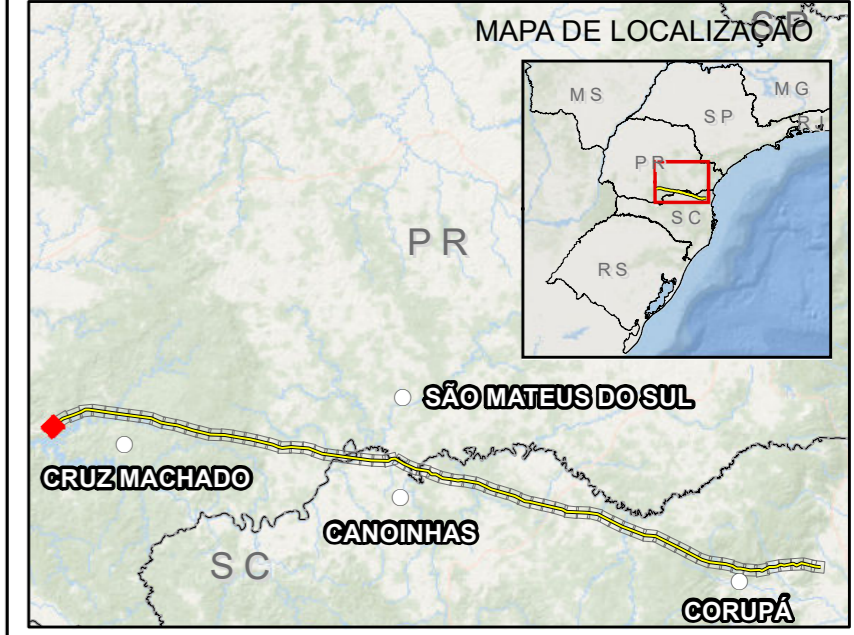 MAPA DE LOCALIZAÇÃO
MS
MG
SP
RJ
PR
SC
RS
PR
SÃO MATEUS DO SUL
CRUZ MACHADO
CANOINHAS
SC
CORUPÁ